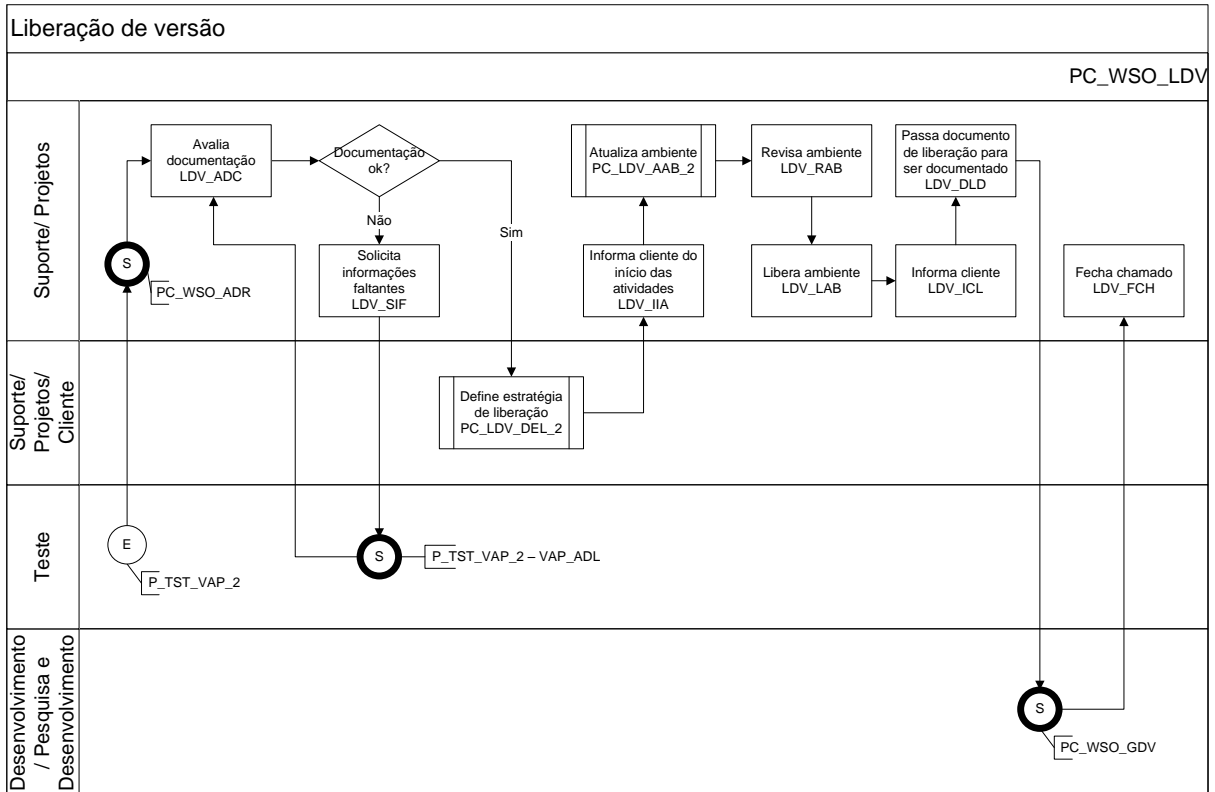 Liberação de versão
PC_WSO_LDV
Suporte/ Projetos
Avalia
documentação
LDV_ADC
Documentação
ok?
Não
Sim
Solicita
informações
faltantes
LDV_SIF
S
PC_WSO_ADR
Atualiza ambiente
PC_LDV_AAB_2
Informa cliente do
início das
atividades
LDV_IIA
Revisa ambiente
LDV_RAB
Libera ambiente
LDV_LAB
Informa cliente
LDV_ICL
Passa documento
de liberação para
ser documentado
LDV_DLD
Fecha chamado
LDV_FCH
Suporte/
Projetos/
Cliente
Define estratégia
de liberação
PC_LDV_DEL_2
Teste
E
P_TST_VAP_2
S
P_TST_VAP_2 – VAP_ADL
Desenvolvimento
/ Pesquisa e
Desenvolvimento
S
PC_WSO_GDV